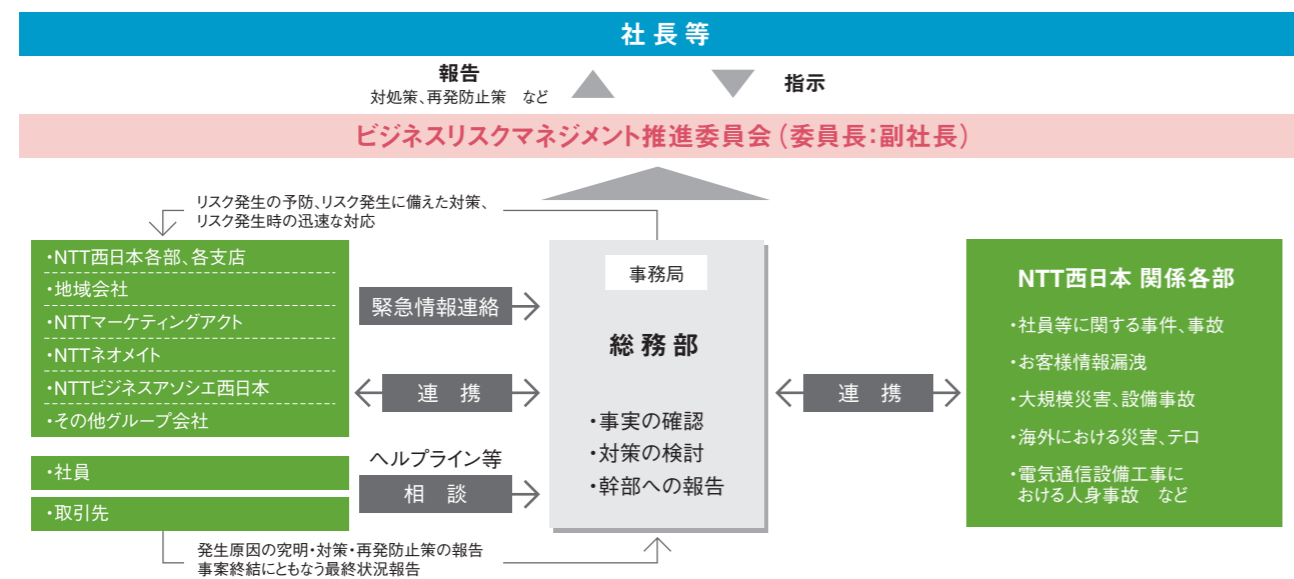 社長等
報告
対処策、再発防止策　など
指示
ビジネスリスクマネジメント推進委員会（委員長：副社長）
リスク発生の予防、リスク発生に備えた対策、
リスク発生時の迅速な対応
・NTT西日本各部、各支店
・地域会社
・NTTマーケティングアクト
・NTTネオメイト
・NTTビジネスアソシエ西日本
・その他グループ会社
・社員
・取引先
緊急情報連絡
連　携
ヘルプライン等
相　談
発生原因の究明・対策・再発防止策の報告
事案終結にともなう最終状況報告
事務局
総務部
・事実の確認
・対策の検討
・幹部への報告
連　携
NTT西日本 関係各部
・社員等に関する事件、事故
・お客様情報漏洩
・大規模災害、設備事故
・海外における災害、テロ
・電気通信設備工事に
おける人身事故　など